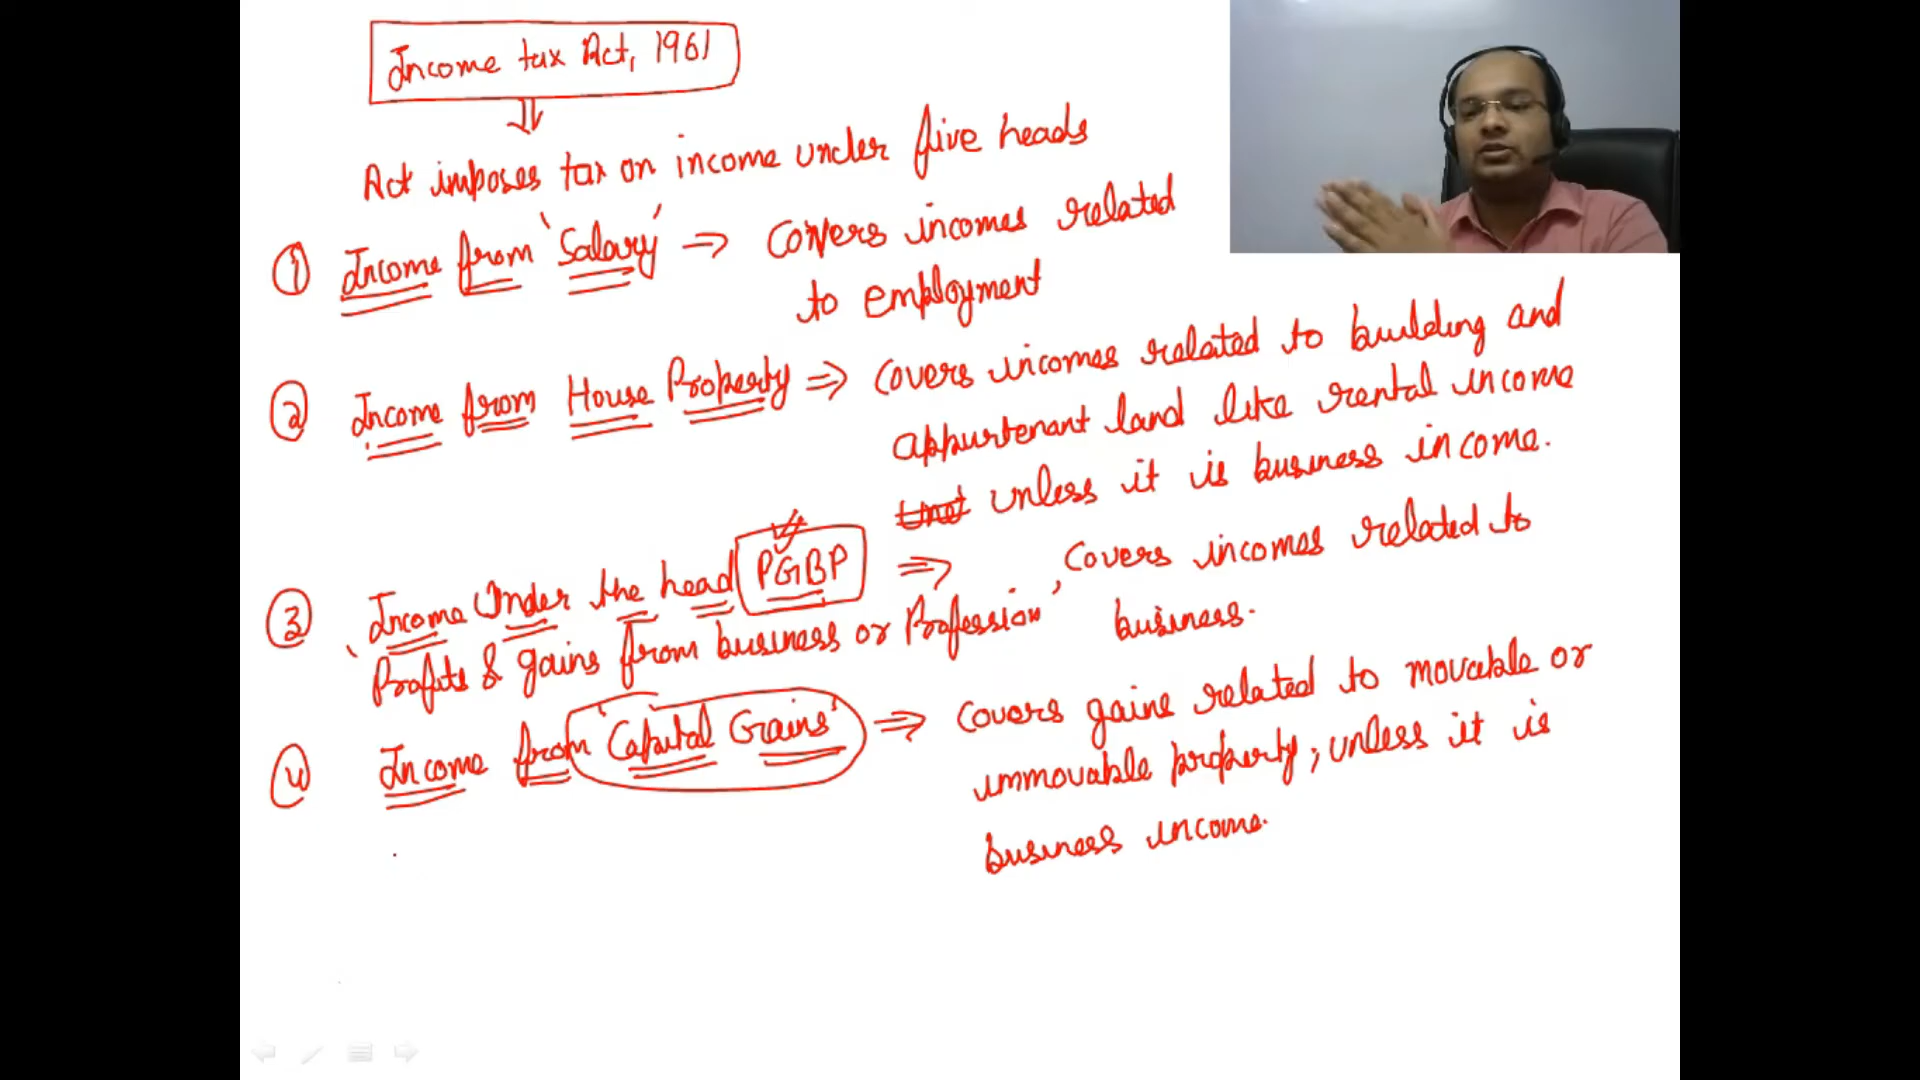 Income tax Act, 1961
Act imposes tax on income under five heads
① Income from 'Salary' ⇒ Covers incomes related
to employment
② Income from House Property ⇒ Covers incomes related to building and
appurtenant land like rental income
unless it is business income.
③ Income Under the head PGBP ⇒ Covers incomes related to
'Profits & gains from business or Profession' business.
④ Income from 'Capital Gains' ⇒ Covers gains related to movable or
immovable property, unless it is
business income.